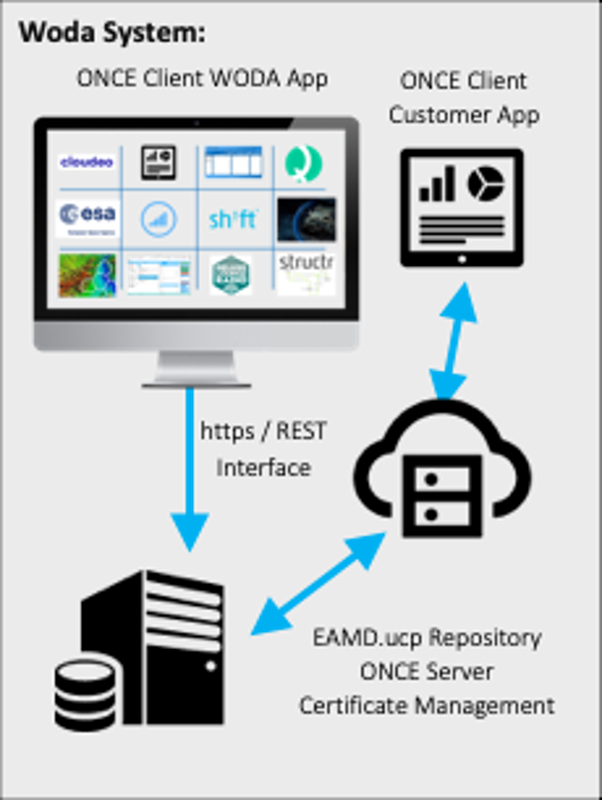 Woda System:
ONCE Client WODA App
ONCE Client
Customer App
cloudeo
esa
sh↑ft
structr
https / REST
Interface
EAMD.ucp Repository
ONCE Server
Certificate Management